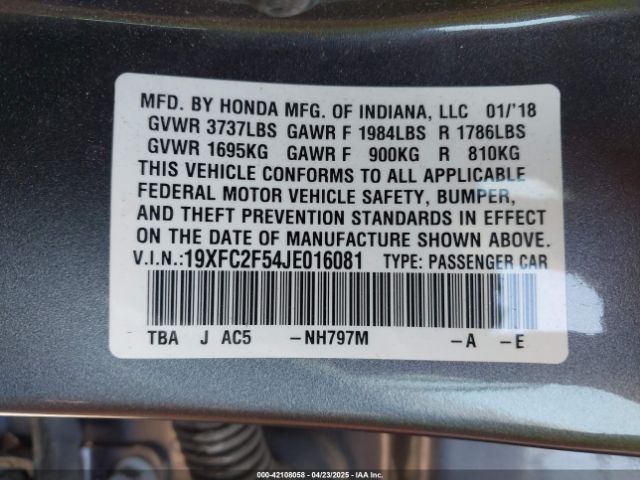 MFD. BY HONDA MFG. OF INDIANA, LLC 01/'18
GVWR 3737LBS GAWR F 1984LBS R 1786LBS
GVWR 1695KG GAWR F 900KG R 810KG
THIS VEHICLE CONFORMS TO ALL APPLICABLE
FEDERAL MOTOR VEHICLE SAFETY, BUMPER,
AND THEFT PREVENTION STANDARDS IN EFFECT
ON THE DATE OF MANUFACTURE SHOWN ABOVE.
V.I.N.:19XFC2F54JE016081 TYPE: PASSENGER CAR
TBA J AC5 -NH797M -A -E
000-42108058 - 04/23/2025 - IAA Inc.